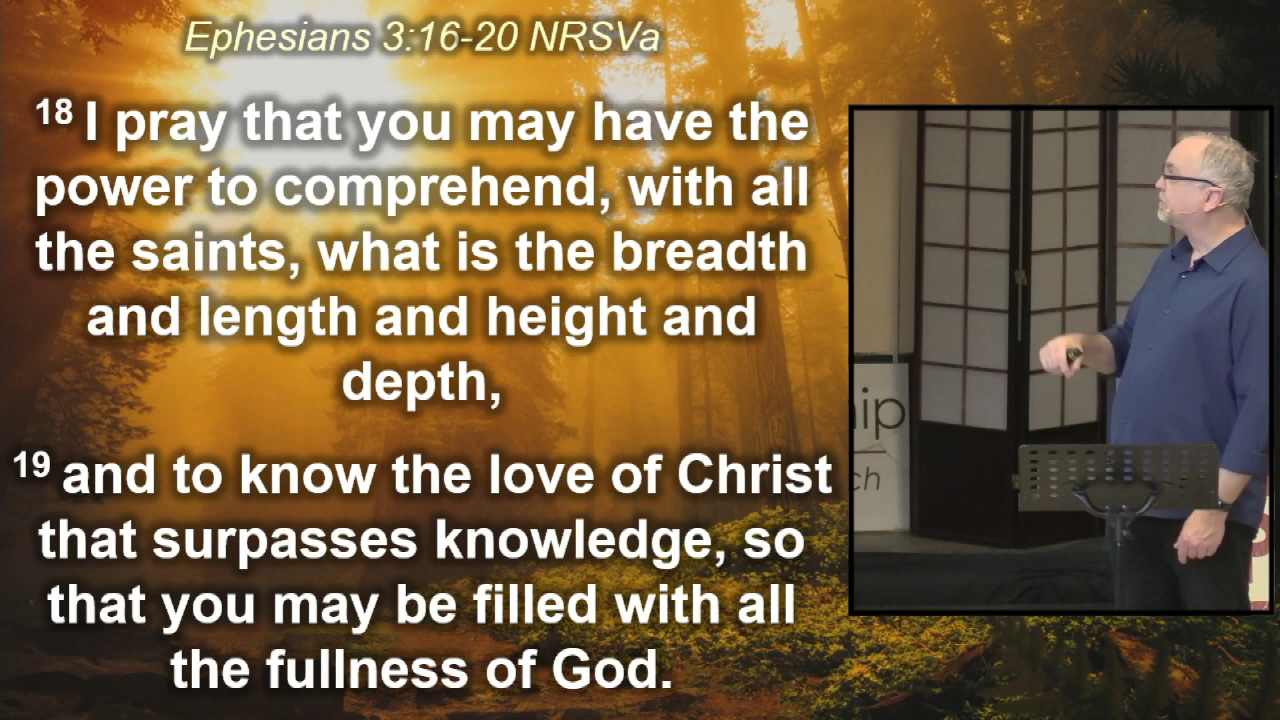 Ephesians 3:16-20 NRSVa
18 I pray that you may have the
power to comprehend, with all
the saints, what is the breadth
and length and height and
depth,
19 and to know the love of Christ
that surpasses knowledge, so
that you may be filled with all
the fullness of God.
ip
ch